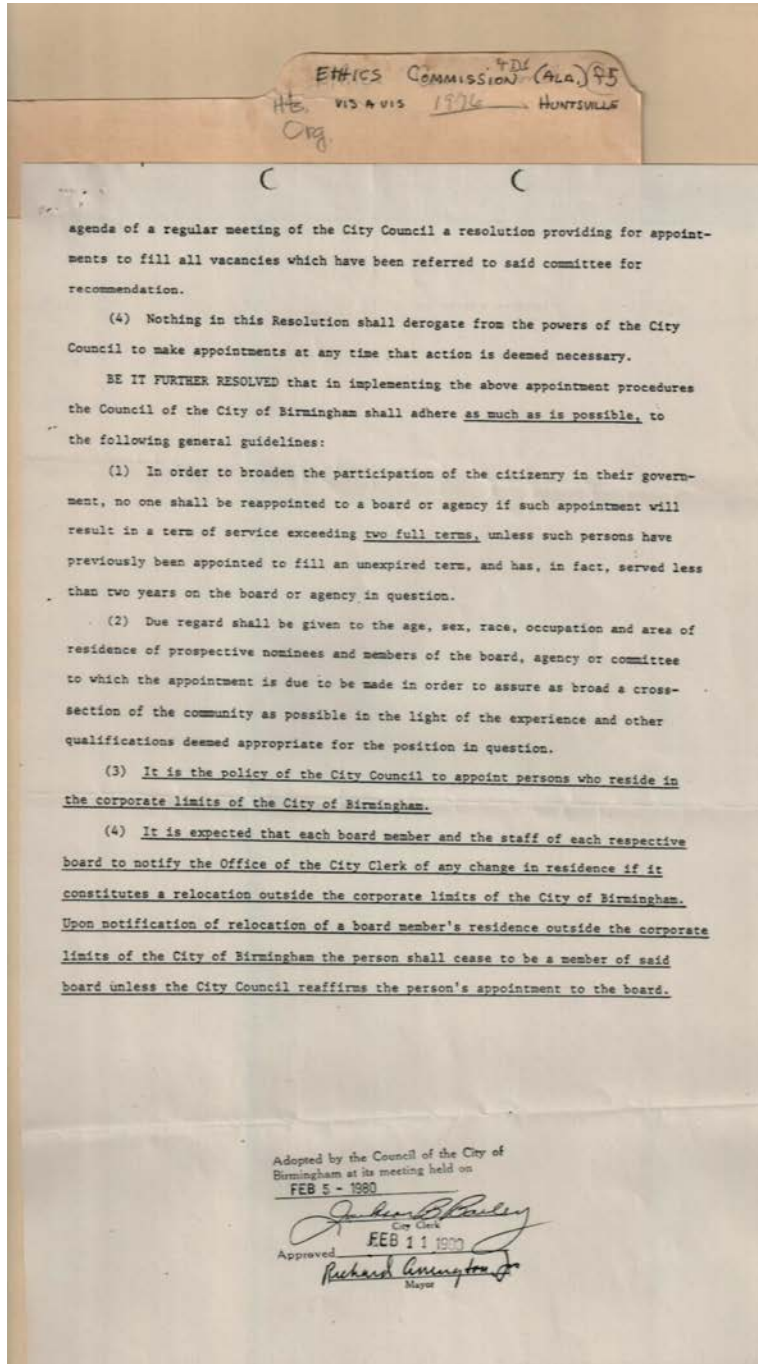 ETHICS COMMISSION (ALA.)
VIS A VIS 1976 HUNTSVILLE
Org.
agenda of a regular meeting of the City Council a resolution providing for appoint-
ments to fill all vacancies which have been referred to said committee for
recommendation.
(4) Nothing in this Resolution shall derogate from the powers of the City
Council to make appointments at any time that action is deemed necessary.
BE IT FURTHER RESOLVED that in implementing the above appointment procedures
the Council of the City of Birmingham shall adhere as much as is possible, to
the following general guidelines:
(1) In order to broaden the participation of the citizenry in their govern-
ment, no one shall be reappointed to a board or agency if such appointment will
result in a term of service exceeding two full terms, unless such persons have
previously been appointed to fill an unexpired term, and has, in fact, served less
than two years on the board or agency in question.
(2) Due regard shall be given to the age, sex, race, occupation and area of
residence of prospective nominees and members of the board, agency or committee
to which the appointment is due to be made in order to assure as broad a cross-
section of the community as possible in the light of the experience and other
qualifications deemed appropriate for the position in question.
(3) It is the policy of the City Council to appoint persons who reside in
the corporate limits of the City of Birmingham.
(4) It is expected that each board member and the staff of each respective
board to notify the Office of the City Clerk of any change in residence if it
constitutes a relocation outside the corporate limits of the City of Birmingham.
Upon notification of relocation of a board member's residence outside the corporate
limits of the City of Birmingham the person shall cease to be a member of said
board unless the City Council reaffirms the person's appointment to the board.
Adopted by the Council of the City of
Birmingham at its meeting held on
FEB 5 - 1980
Jackson B Bailey
City Clerk
FEB 11 1980
Approved
Richard Arrington Jr
Mayor